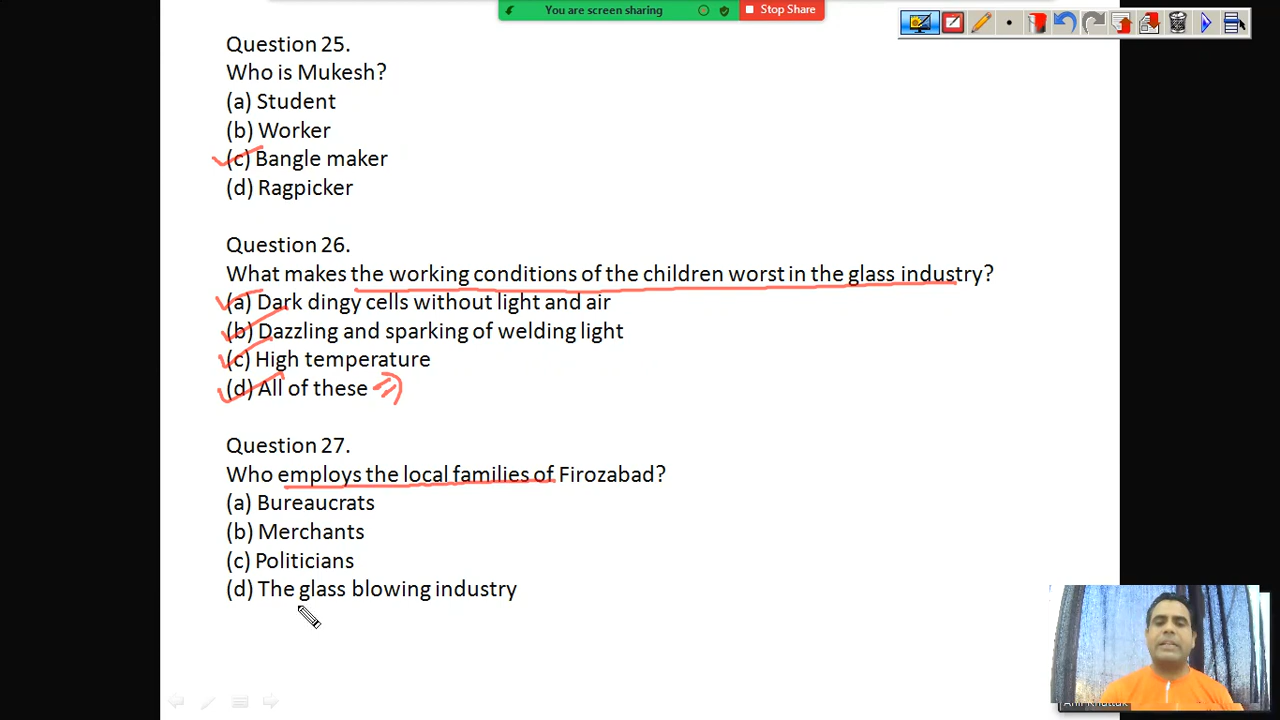 You are screen sharing
Stop Share
Question 25.
Who is Mukesh?
(a) Student
(b) Worker
(c) Bangle maker
(d) Ragpicker
Question 26.
What makes the working conditions of the children worst in the glass industry?
(a) Dark dingy cells without light and air
(b) Dazzling and sparking of welding light
(c) High temperature
(d) All of these
Question 27.
Who employs the local families of Firozabad?
(a) Bureaucrats
(b) Merchants
(c) Politicians
(d) The glass blowing industry